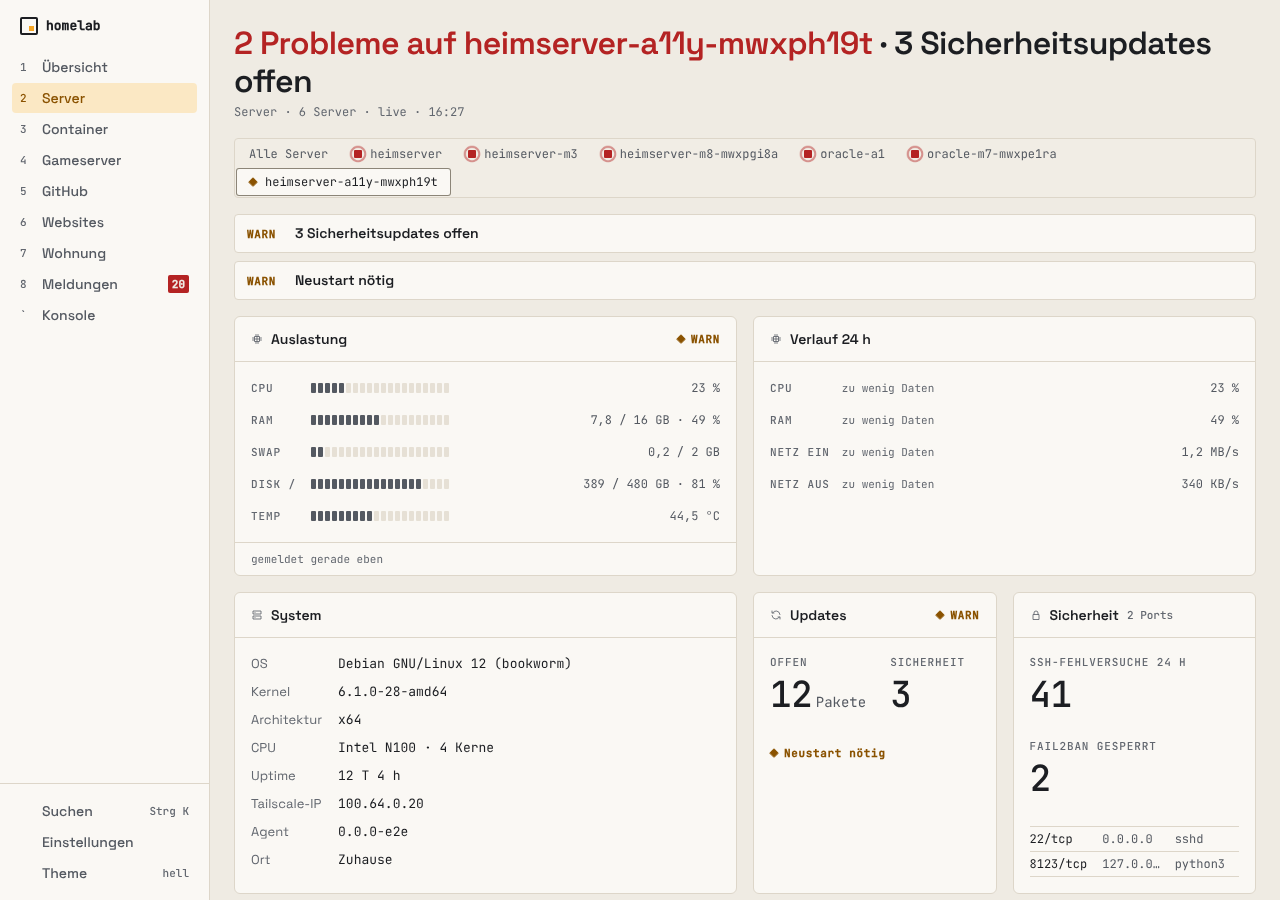 homelab
1 Übersicht
2 Server
3 Container
4 Gameserver
5 GitHub
6 Websites
7 Wohnung
8 Meldungen 20
` Konsole
Suchen Strg K
Einstellungen
Theme hell
2 Probleme auf heimserver-a11y-mwxph19t · 3 Sicherheitsupdates
offen
Server · 6 Server · live · 16:27
Alle Server heimserver heimserver-m3 heimserver-m8-mwxpgi8a oracle-a1 oracle-m7-mwxpe1ra
heimserver-a11y-mwxph19t
WARN 3 Sicherheitsupdates offen
WARN Neustart nötig
Auslastung WARN
CPU 23 %
RAM 7,8 / 16 GB · 49 %
SWAP 0,2 / 2 GB
DISK / 389 / 480 GB · 81 %
TEMP 44,5 °C
gemeldet gerade eben
Verlauf 24 h
CPU zu wenig Daten 23 %
RAM zu wenig Daten 49 %
NETZ EIN zu wenig Daten 1,2 MB/s
NETZ AUS zu wenig Daten 340 KB/s
System
OS Debian GNU/Linux 12 (bookworm)
Kernel 6.1.0-28-amd64
Architektur x64
CPU Intel N100 · 4 Kerne
Uptime 12 T 4 h
Tailscale-IP 100.64.0.20
Agent 0.0.0-e2e
Ort Zuhause
Updates WARN
OFFEN SICHERHEIT
12 Pakete 3
Neustart nötig
Sicherheit 2 Ports
SSH-FEHLVERSUCHE 24 H
41
FAIL2BAN GESPERRT
2
22/tcp 0.0.0.0 sshd
8123/tcp 127.0.0… python3